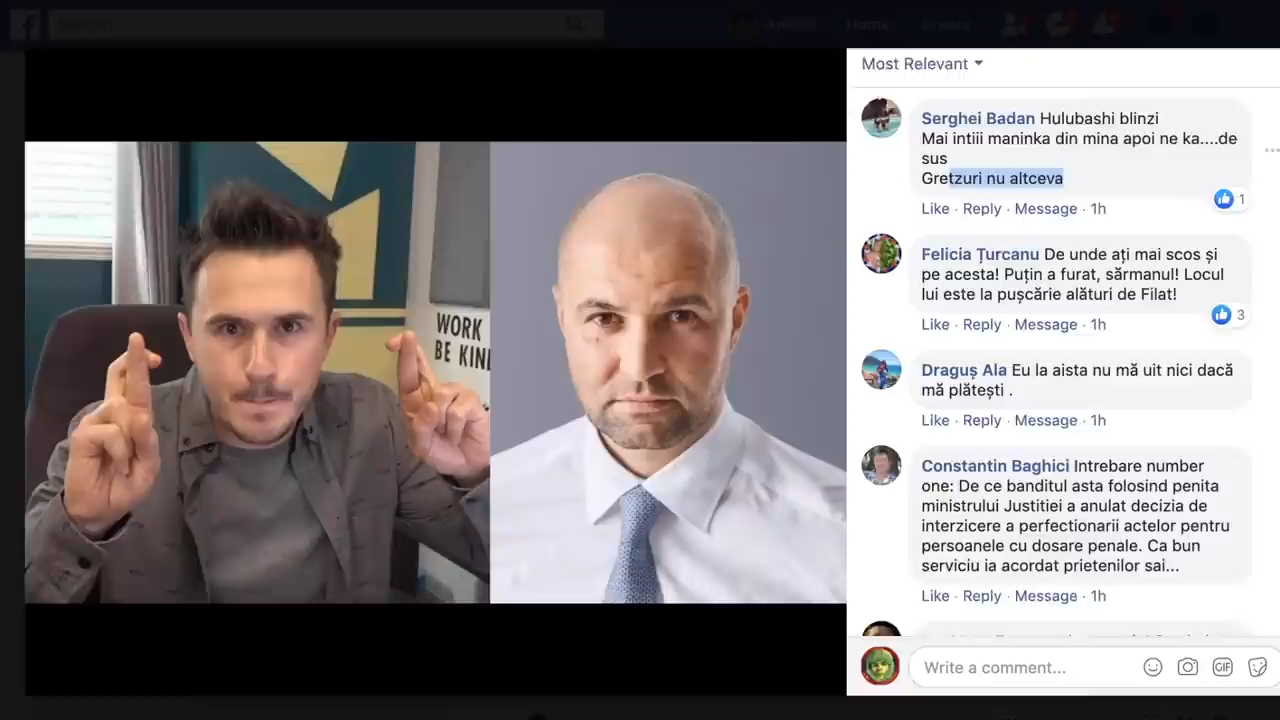 Home
Create
Most Relevant
WORK
BE KIN
Serghei Badan Hulubashi blinzi
Mai intiii maninka din mina apoi ne ka....de
sus
Gretzuri nu altceva
1
Like · Reply · Message · 1h
Felicia Țurcanu De unde ați mai scos și
pe acesta! Puțin a furat, sărmanul! Locul
lui este la pușcărie alături de Filat!
3
Like · Reply · Message · 1h
Draguș Ala Eu la aista nu mă uit nici dacă
mă plătești .
Like · Reply · Message · 1h
Constantin Baghici Intrebare number
one: De ce banditul asta folosind penita
ministrului Justitiei a anulat decizia de
interzicere a perfectionarii actelor pentru
persoanele cu dosare penale. Ca bun
serviciu ia acordat prietenilor sai...
Like · Reply · Message · 1h
Write a comment...
GIF